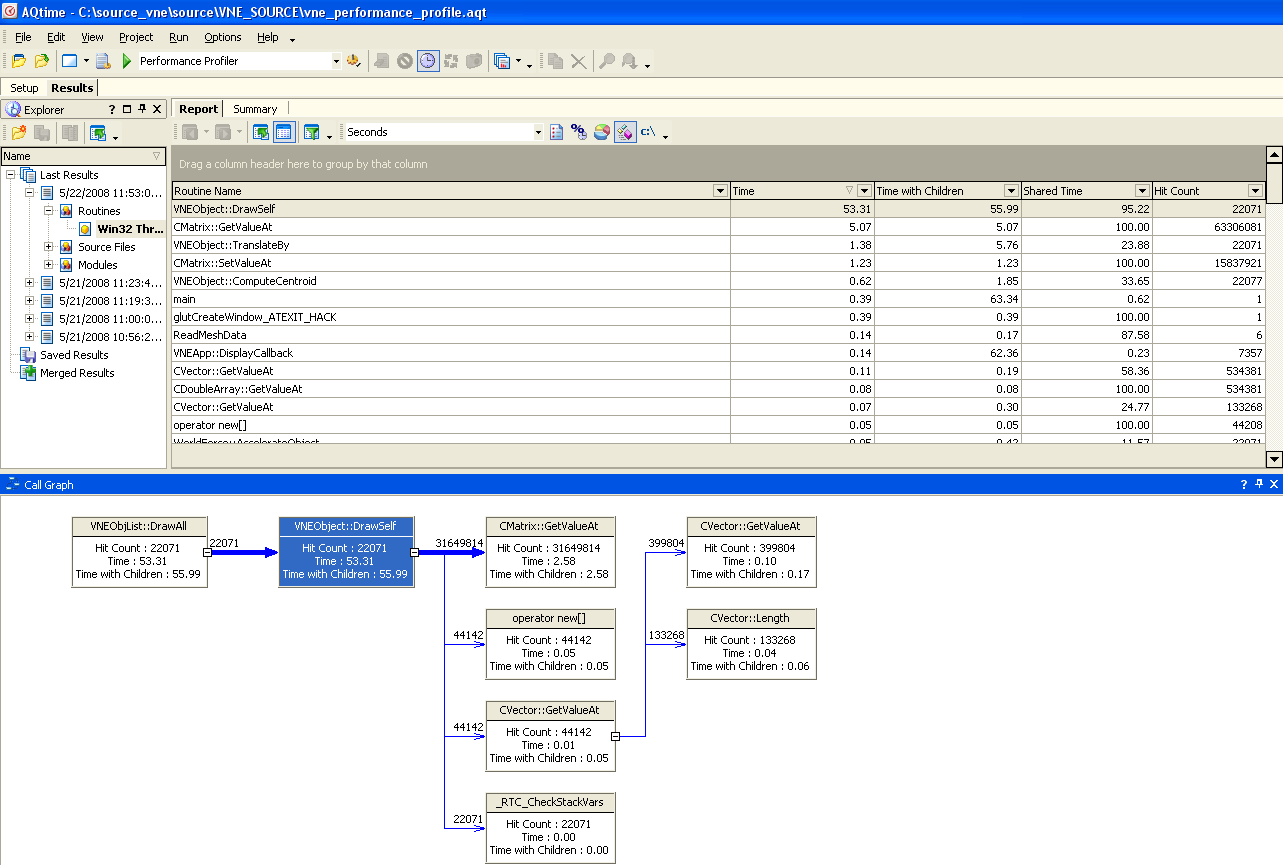 AQtime - C:\source_vne\source\VNE_SOURCE\vne_performance_profile.aqt
File Edit View Project Run Options Help
Performance Profiler
Setup Results
Explorer
Report Summary
Seconds
C:\
Name
Last Results
5/22/2008 11:53:0...
Routines
Win32 Thr...
Source Files
Modules
5/21/2008 11:23:4...
5/21/2008 11:19:3...
5/21/2008 11:00:0...
5/21/2008 10:56:2...
Saved Results
Merged Results
Drag a column header here to group by that column
Routine Name Time Time with Children Shared Time Hit Count
VNEObject::DrawSelf 53.31 55.99 95.22 22071
CMatrix::GetValueAt 5.07 5.07 100.00 63306081
VNEObject::TranslateBy 1.38 5.76 23.88 22071
CMatrix::SetValueAt 1.23 1.23 100.00 15837921
VNEObject::ComputeCentroid 0.62 1.85 33.65 22077
main 0.39 63.34 0.62 1
glutCreateWindow_ATEXIT_HACK 0.39 0.39 100.00 1
ReadMeshData 0.14 0.17 87.58 6
VNEApp::DisplayCallback 0.14 62.36 0.23 7357
CVector::GetValueAt 0.11 0.19 58.36 534381
CDoubleArray::GetValueAt 0.08 0.08 100.00 534381
CVector::GetValueAt 0.07 0.30 24.77 133268
operator new[] 0.05 0.05 100.00 44208
WorldForce::AccelerateObject 0.05 0.42 11.57 22071
Call Graph
VNEObjList::DrawAll
Hit Count : 22071
Time : 53.31
Time with Children : 55.99
22071
VNEObject::DrawSelf
Hit Count : 22071
Time : 53.31
Time with Children : 55.99
31649814
CMatrix::GetValueAt
Hit Count : 31649814
Time : 2.58
Time with Children : 2.58
399804
CVector::GetValueAt
Hit Count : 399804
Time : 0.10
Time with Children : 0.17
44142
operator new[]
Hit Count : 44142
Time : 0.05
Time with Children : 0.05
133268
CVector::Length
Hit Count : 133268
Time : 0.04
Time with Children : 0.06
44142
CVector::GetValueAt
Hit Count : 44142
Time : 0.01
Time with Children : 0.05
22071
_RTC_CheckStackVars
Hit Count : 22071
Time : 0.00
Time with Children : 0.00